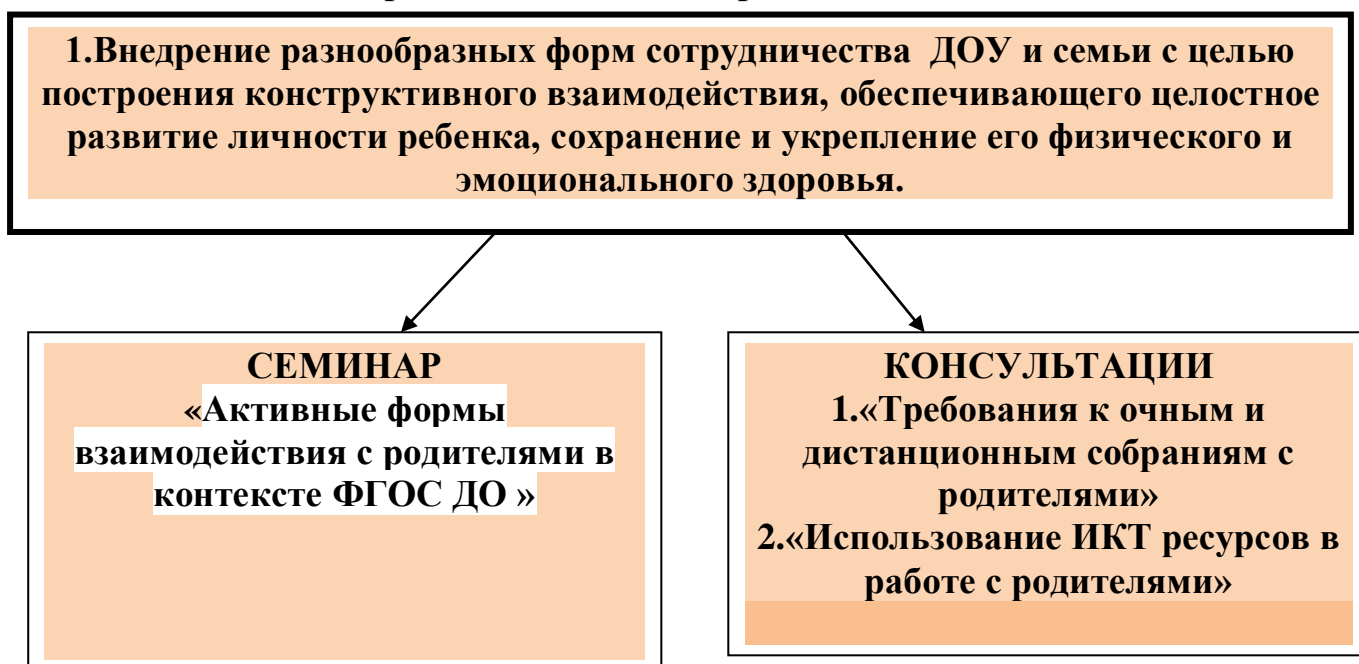 1.Внедрение разнообразных форм сотрудничества ДОУ и семьи с целью
построения конструктивного взаимодействия, обеспечивающего целостное
развитие личности ребенка, сохранение и укрепление его физического и
эмоционального здоровья.
СЕМИНАР
«Активные формы
взаимодействия с родителями в
контексте ФГОС ДО »
КОНСУЛЬТАЦИИ
1.«Требования к очным и
дистанционным собраниям с
родителями»
2.«Использование ИКТ ресурсов в
работе с родителями»